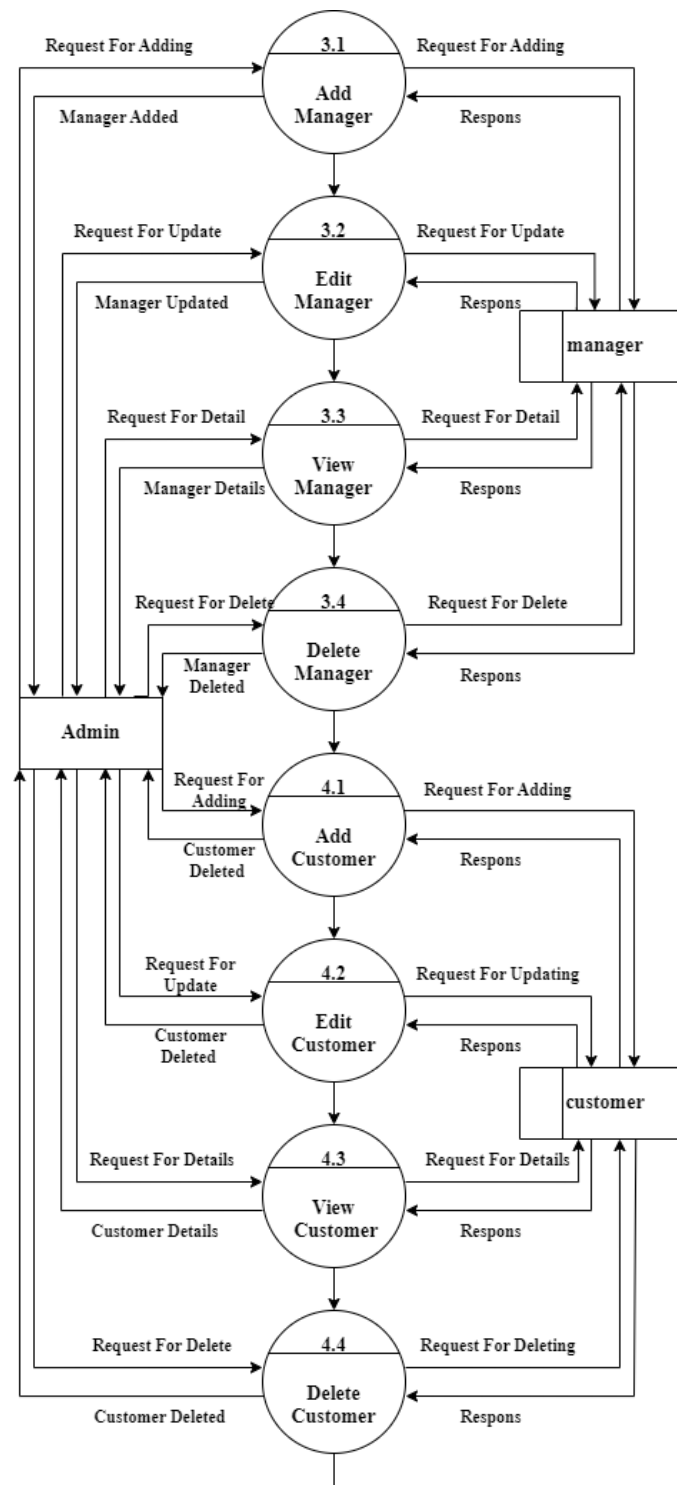 Request For Adding
3.1
Request For Adding
Add
Manager
Manager Added
Respons
Request For Update
3.2
Request For Update
Edit
Manager
Manager Updated
Respons
manager
Request For Detail
3.3
Request For Detail
View
Manager
Manager Details
Respons
Request For Delete
3.4
Request For Delete
Delete
Manager
Manager
Deleted
Respons
Admin
Request For
Adding
4.1
Request For Adding
Add
Customer
Customer
Deleted
Respons
Request For
Update
4.2
Request For Updating
Edit
Customer
Customer
Deleted
Respons
customer
Request For Details
4.3
Request For Details
View
Customer
Customer Details
Respons
Request For Delete
4.4
Request For Deleting
Delete
Customer
Customer Deleted
Respons